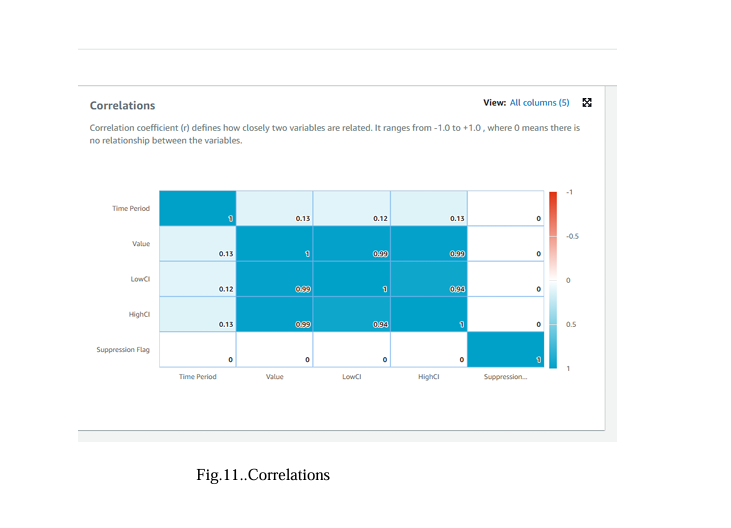 Correlations
View: All columns (5)
Correlation coefficient (r) defines how closely two variables are related. It ranges from -1.0 to +1.0 , where 0 means there is
no relationship between the variables.
-1
Time Period
1 0.13 0.12 0.13 0
-0.5
Value
0.13 1 0.99 0.99 0
LowCI
0
0.12 0.99 1 0.94 0
HighCI
0.13 0.99 0.94 1 0
0.5
Suppression Flag
0 0 0 0 1
1
Time Period Value LowCI HighCI Suppression...
Fig.11..Correlations